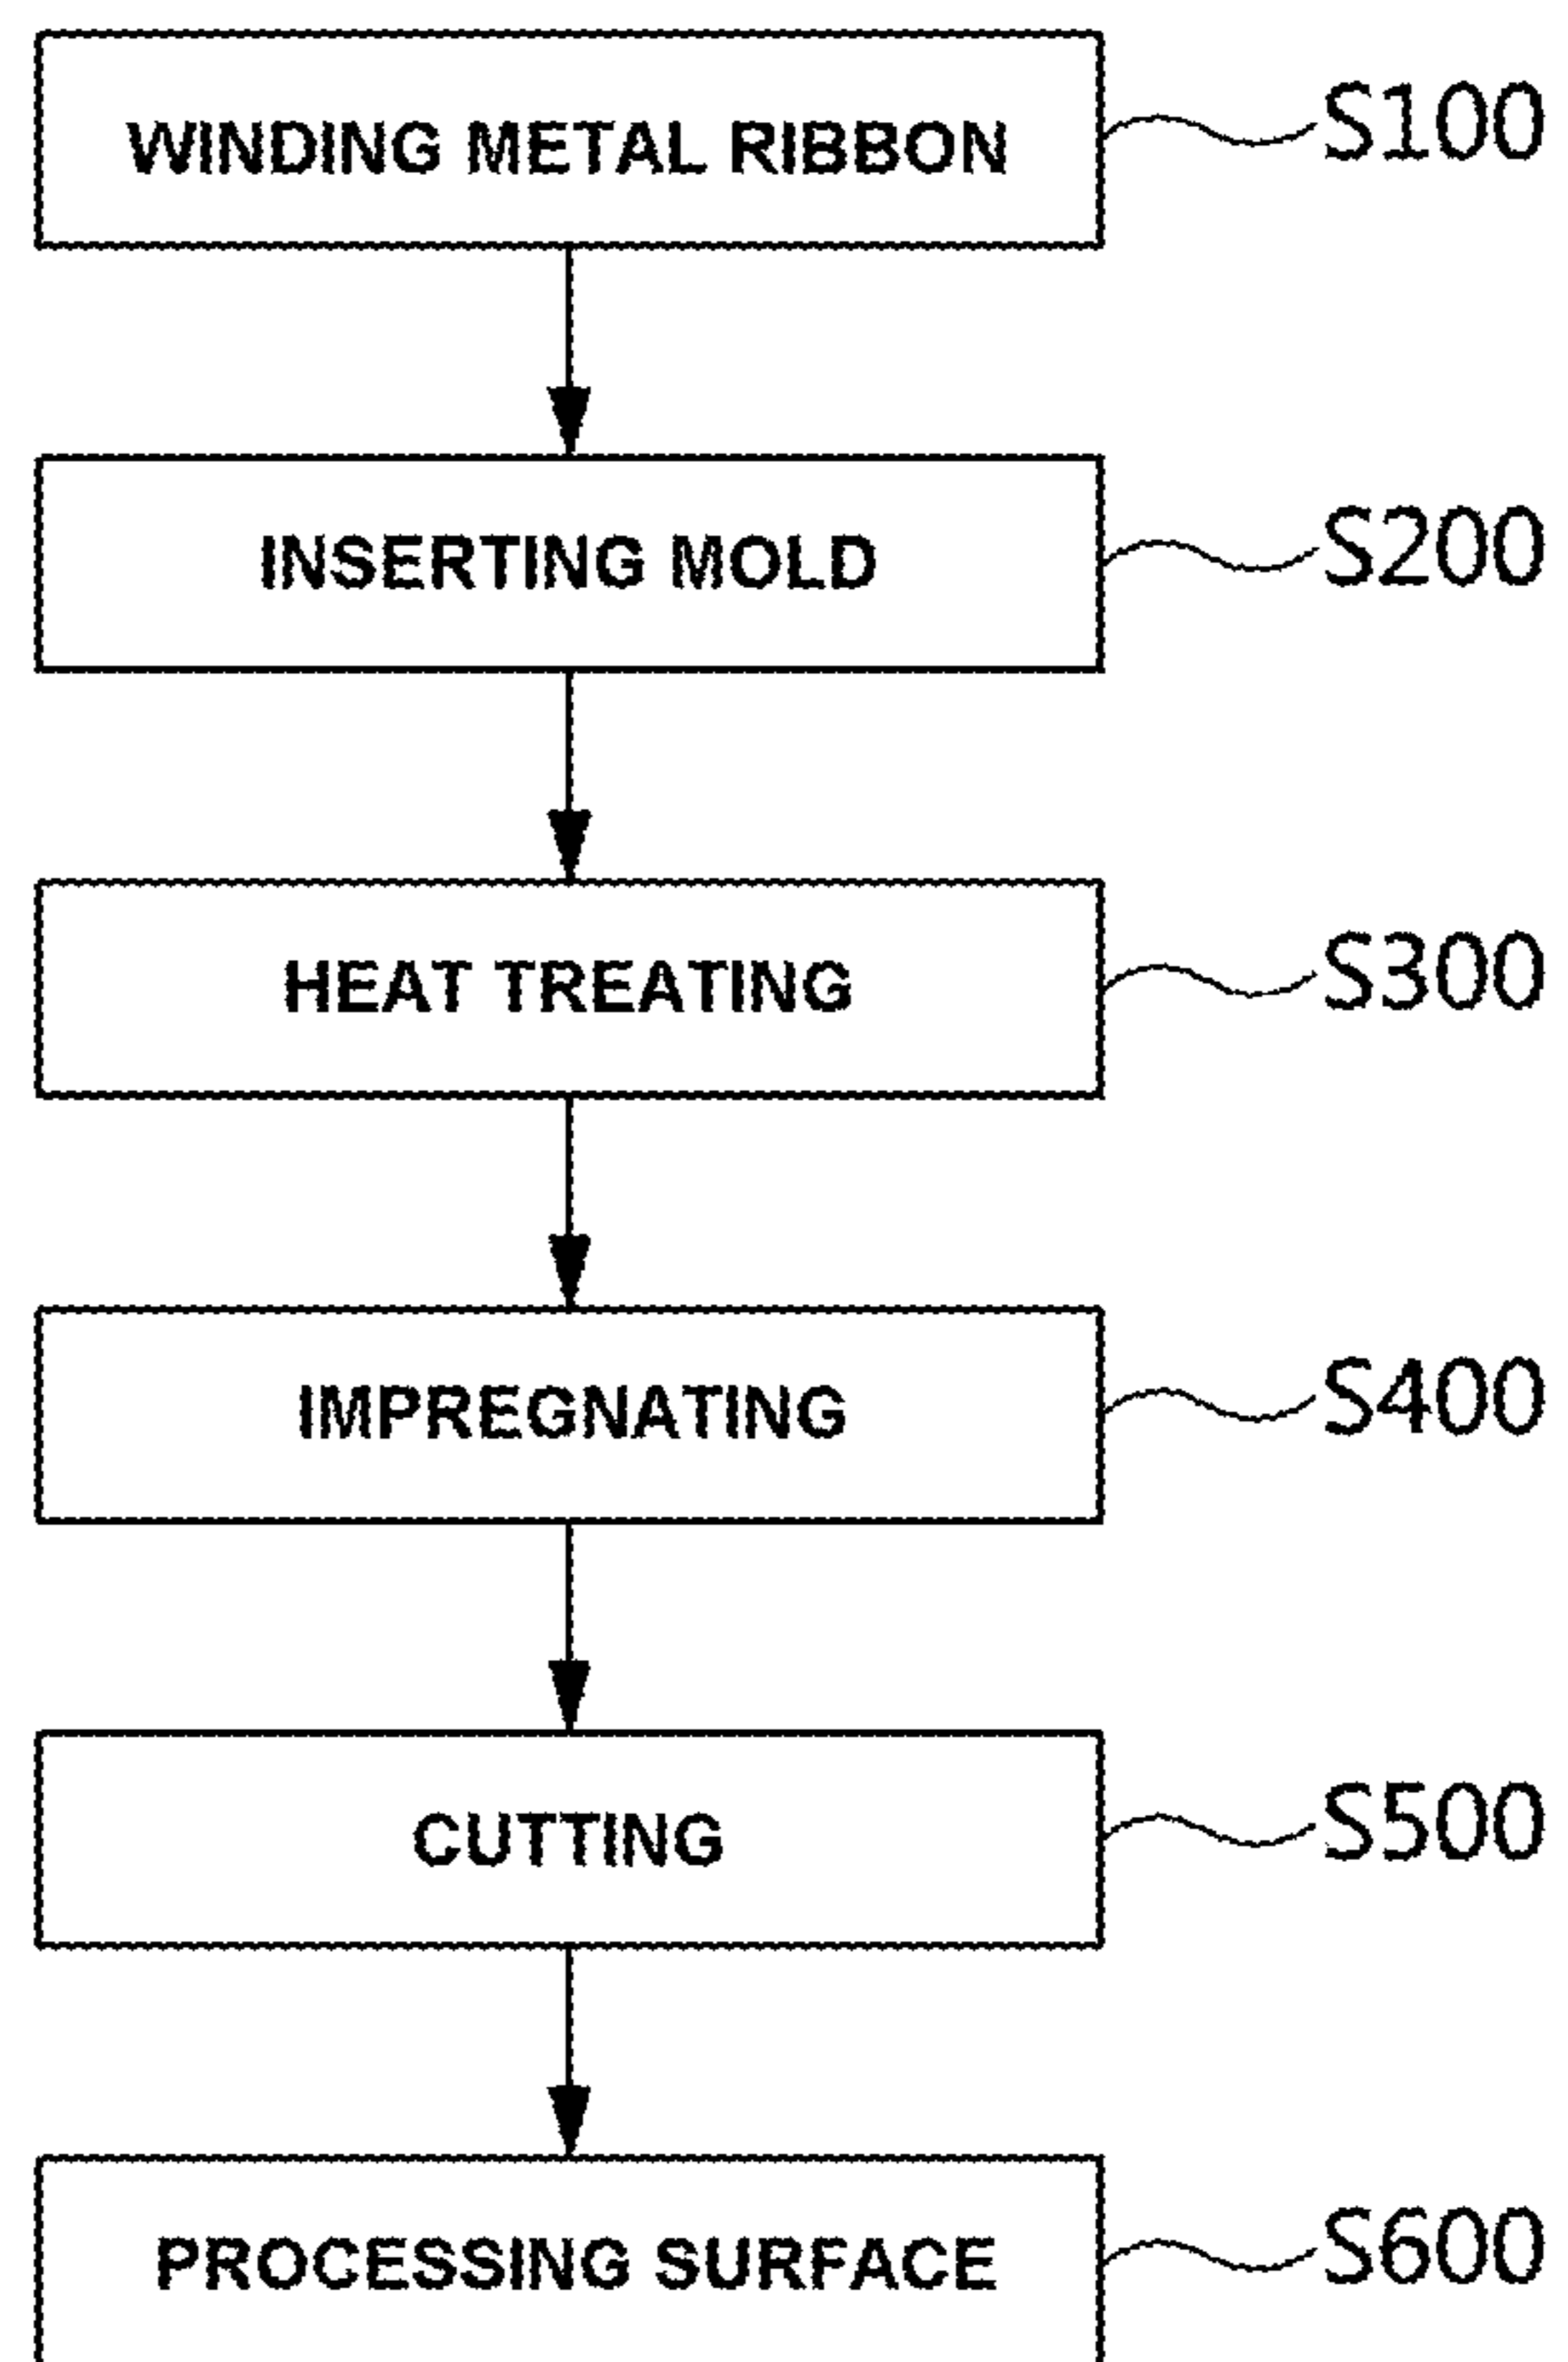 WINDING METAL RIBBON S100
INSERTING MOLD S200
HEAT TREATING S300
IMPREGNATING S400
CUTTING S500
PROCESSING SURFACE S600